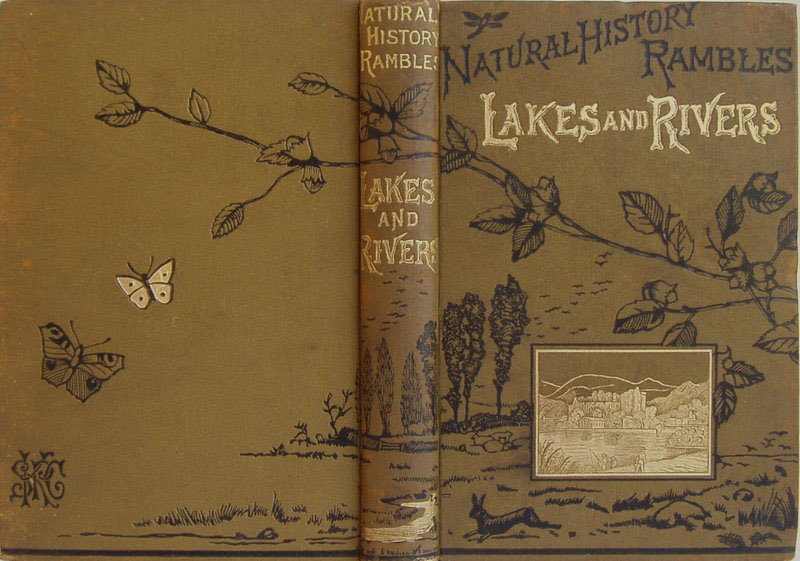 NATURAL
HISTORY
RAMBLES
LAKES
AND
RIVERS
NATURAL HISTORY
RAMBLES
LAKES AND RIVERS